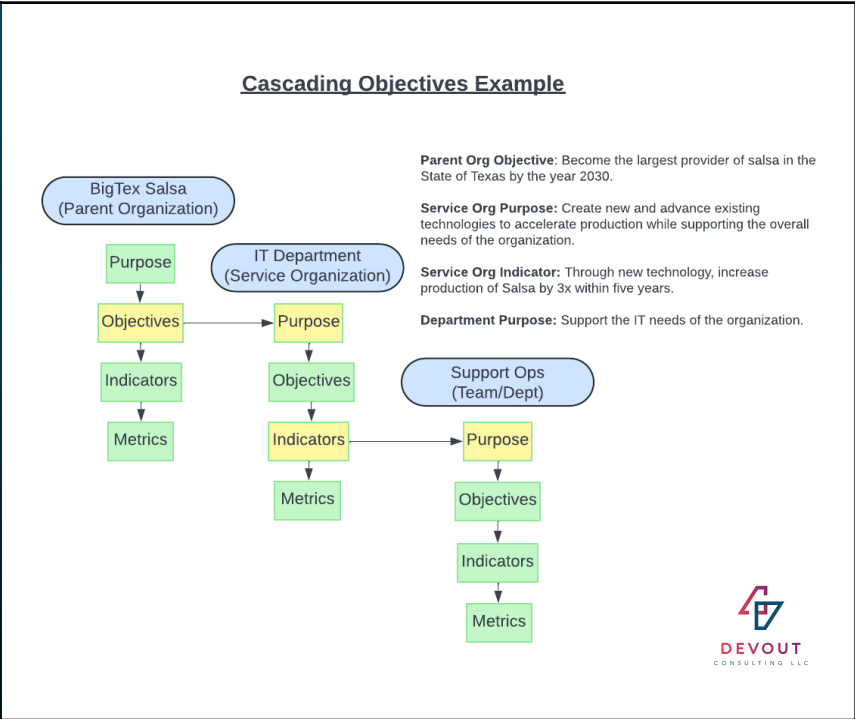 Cascading Objectives Example
BigTex Salsa
(Parent Organization)
Purpose
Objectives
Indicators
Metrics
IT Department
(Service Organization)
Purpose
Objectives
Indicators
Metrics
Support Ops
(Team/Dept)
Purpose
Objectives
Indicators
Metrics
Parent Org Objective: Become the largest provider of salsa in the
State of Texas by the year 2030.
Service Org Purpose: Create new and advance existing
technologies to accelerate production while supporting the overall
needs of the organization.
Service Org Indicator: Through new technology, increase
production of Salsa by 3x within five years.
Department Purpose: Support the IT needs of the organization.
DEVOUT
CONSULTING LLC